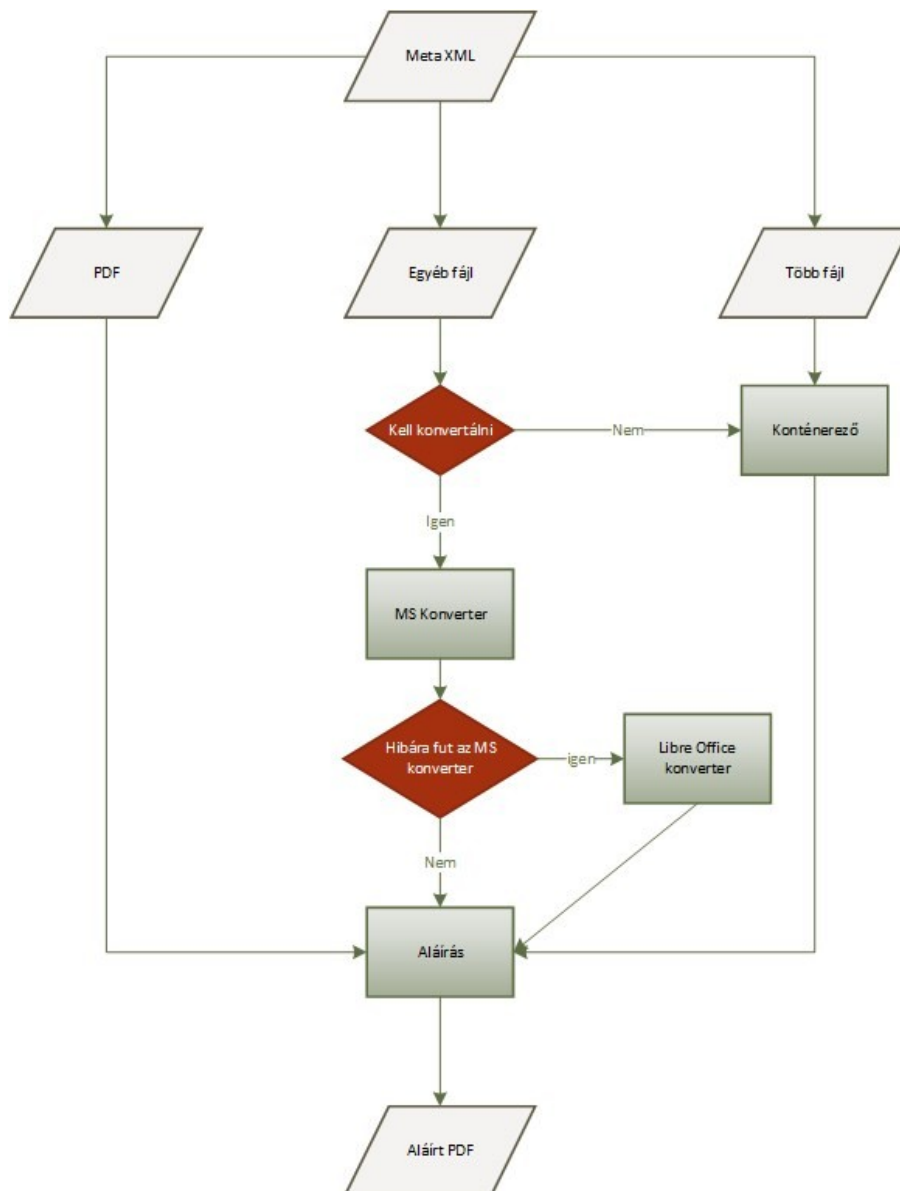 Meta XML
PDF
Egyéb fájl
Több fájl
Kell konvertálni
Nem
Konténerező
Igen
MS Konverter
Hibára fut az MS
konverter
igen
Libre Office
konverter
Nem
Aláírás
Aláírt PDF